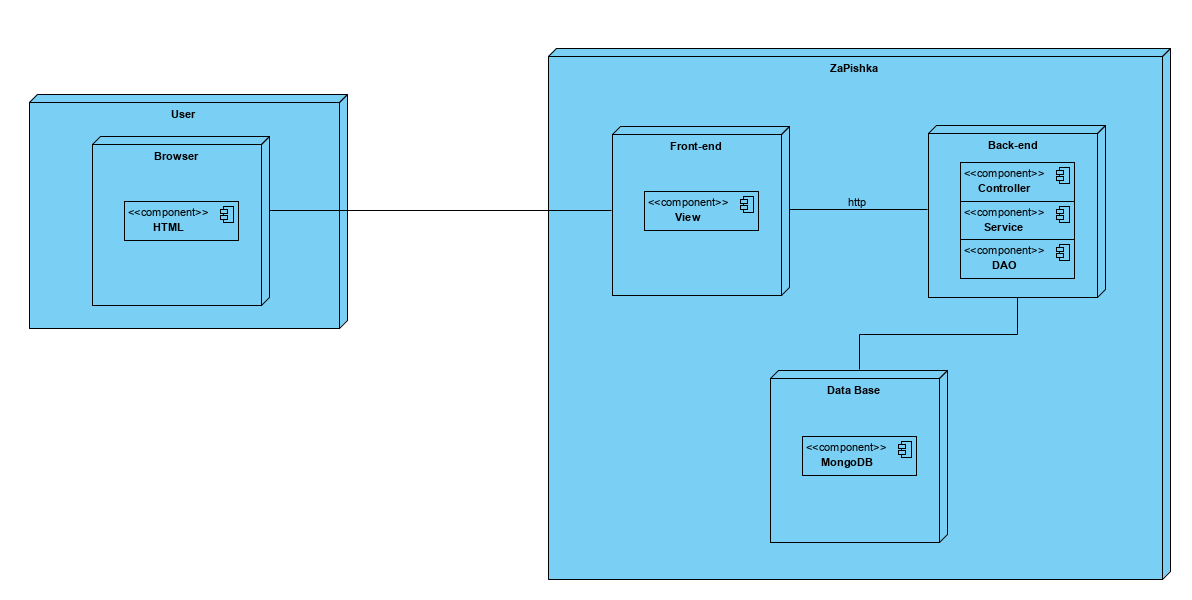 ZaPishka
User
Browser
<<component>>
HTML
Front-end
<<component>>
View
http
Back-end
<<component>>
Controller
<<component>>
Service
<<component>>
DAO
Data Base
<<component>>
MongoDB